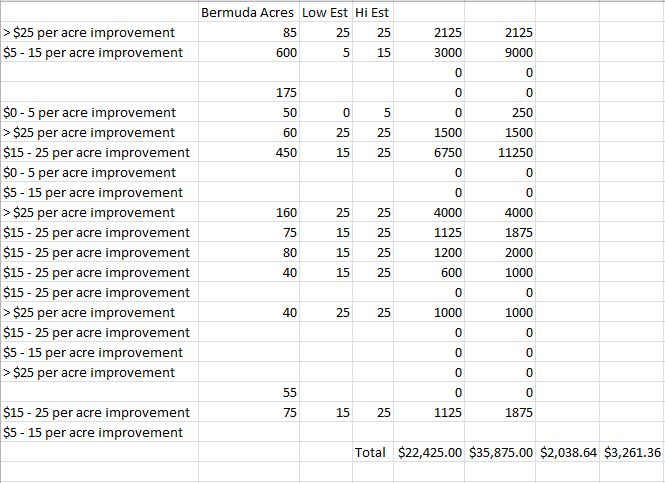 Bermuda Acres Low Est Hi Est
> $25 per acre improvement 85 25 25 2125 2125
$5 - 15 per acre improvement 600 5 15 3000 9000
0 0
175 0 0
$0 - 5 per acre improvement 50 0 5 0 250
> $25 per acre improvement 60 25 25 1500 1500
$15 - 25 per acre improvement 450 15 25 6750 11250
$0 - 5 per acre improvement 0 0
$5 - 15 per acre improvement 0 0
> $25 per acre improvement 160 25 25 4000 4000
$15 - 25 per acre improvement 75 15 25 1125 1875
$15 - 25 per acre improvement 80 15 25 1200 2000
$15 - 25 per acre improvement 40 15 25 600 1000
$15 - 25 per acre improvement 0 0
> $25 per acre improvement 40 25 25 1000 1000
$15 - 25 per acre improvement 0 0
$5 - 15 per acre improvement 0 0
> $25 per acre improvement 0 0
55 0 0
$15 - 25 per acre improvement 75 15 25 1125 1875
$5 - 15 per acre improvement
Total $22,425.00 $35,875.00 $2,038.64 $3,261.36